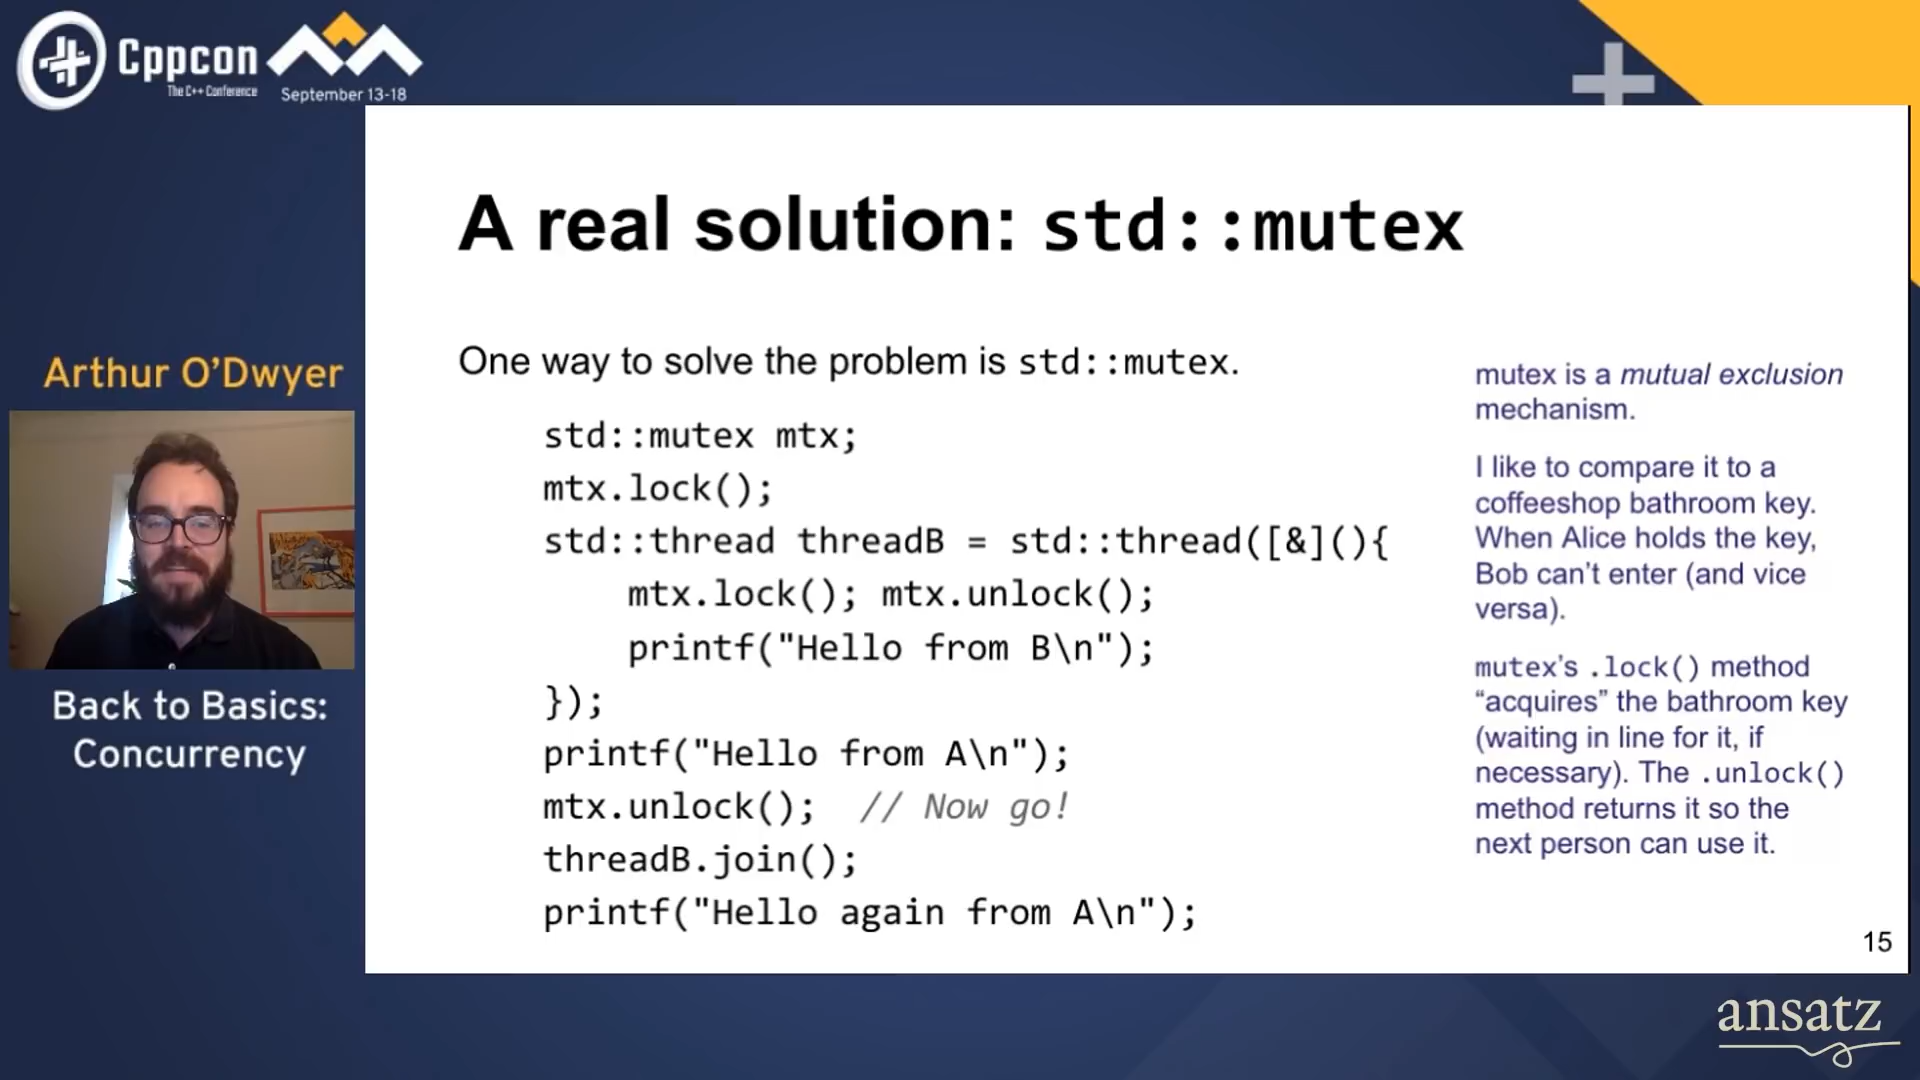 Cppcon
The C++ Conference
September 13-18
A real solution: std::mutex
One way to solve the problem is std::mutex.
std::mutex mtx;
mtx.lock();
std::thread threadB = std::thread([&](){
    mtx.lock(); mtx.unlock();
    printf("Hello from B\n");
});
printf("Hello from A\n");
mtx.unlock();  // Now go!
threadB.join();
printf("Hello again from A\n");
mutex is a mutual exclusion
mechanism.
I like to compare it to a
coffeeshop bathroom key.
When Alice holds the key,
Bob can't enter (and vice
versa).
mutex's .lock() method
“acquires” the bathroom key
(waiting in line for it, if
necessary). The .unlock()
method returns it so the
next person can use it.
15
Arthur O'Dwyer
Back to Basics:
Concurrency
ansatz